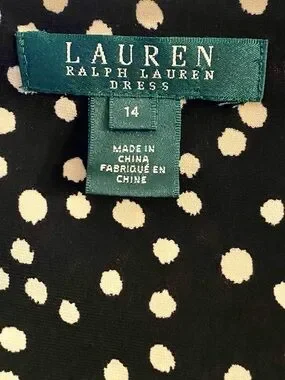 LAUREN
RALPH LAUREN
DRESS
14
MADE IN
CHINA
FABRIQUÉ EN
CHINE